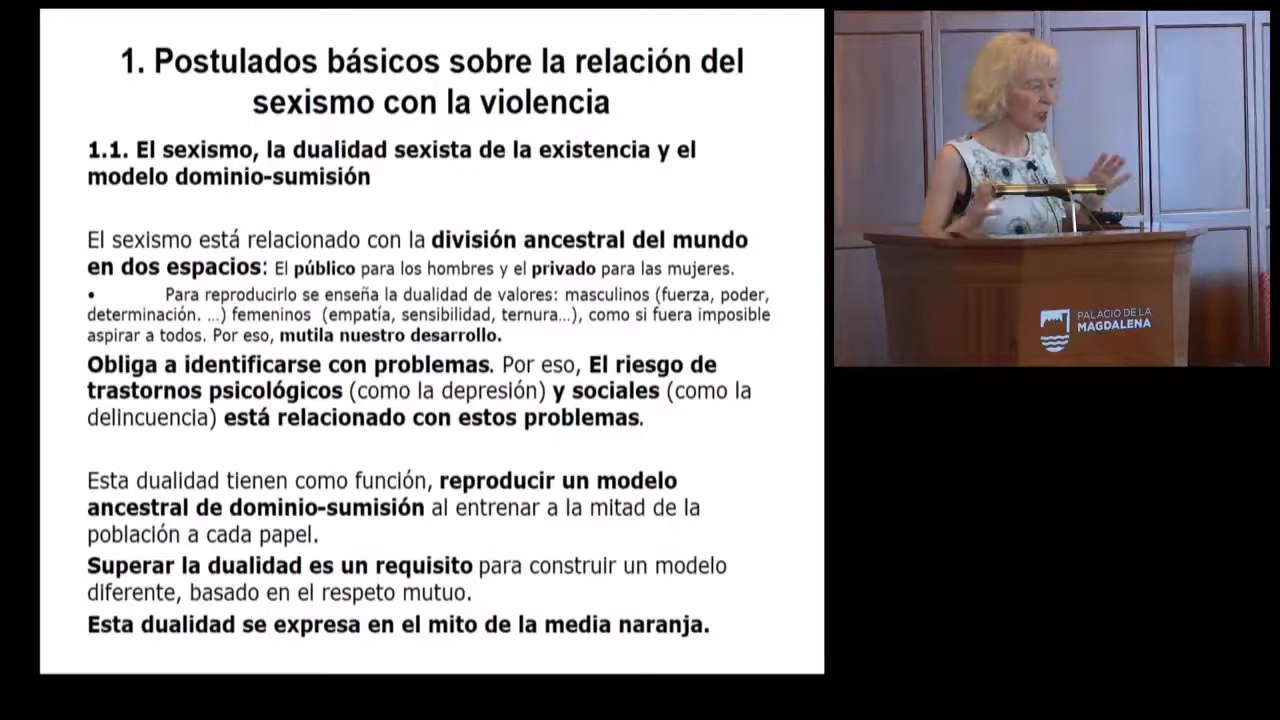 1. Postulados básicos sobre la relación del
sexismo con la violencia
1.1. El sexismo, la dualidad sexista de la existencia y el
modelo dominio-sumisión
El sexismo está relacionado con la división ancestral del mundo
en dos espacios: El público para los hombres y el privado para las mujeres.
• Para reproducirlo se enseña la dualidad de valores: masculinos (fuerza, poder,
determinación. ...) femeninos (empatía, sensibilidad, ternura...), como si fuera imposible
aspirar a todos. Por eso, mutila nuestro desarrollo.
Obliga a identificarse con problemas. Por eso, El riesgo de
trastornos psicológicos (como la depresión) y sociales (como la
delincuencia) está relacionado con estos problemas.
Esta dualidad tienen como función, reproducir un modelo
ancestral de dominio-sumisión al entrenar a la mitad de la
población a cada papel.
Superar la dualidad es un requisito para construir un modelo
diferente, basado en el respeto mutuo.
Esta dualidad se expresa en el mito de la media naranja.
PALACIO DE LA
MAGDALENA